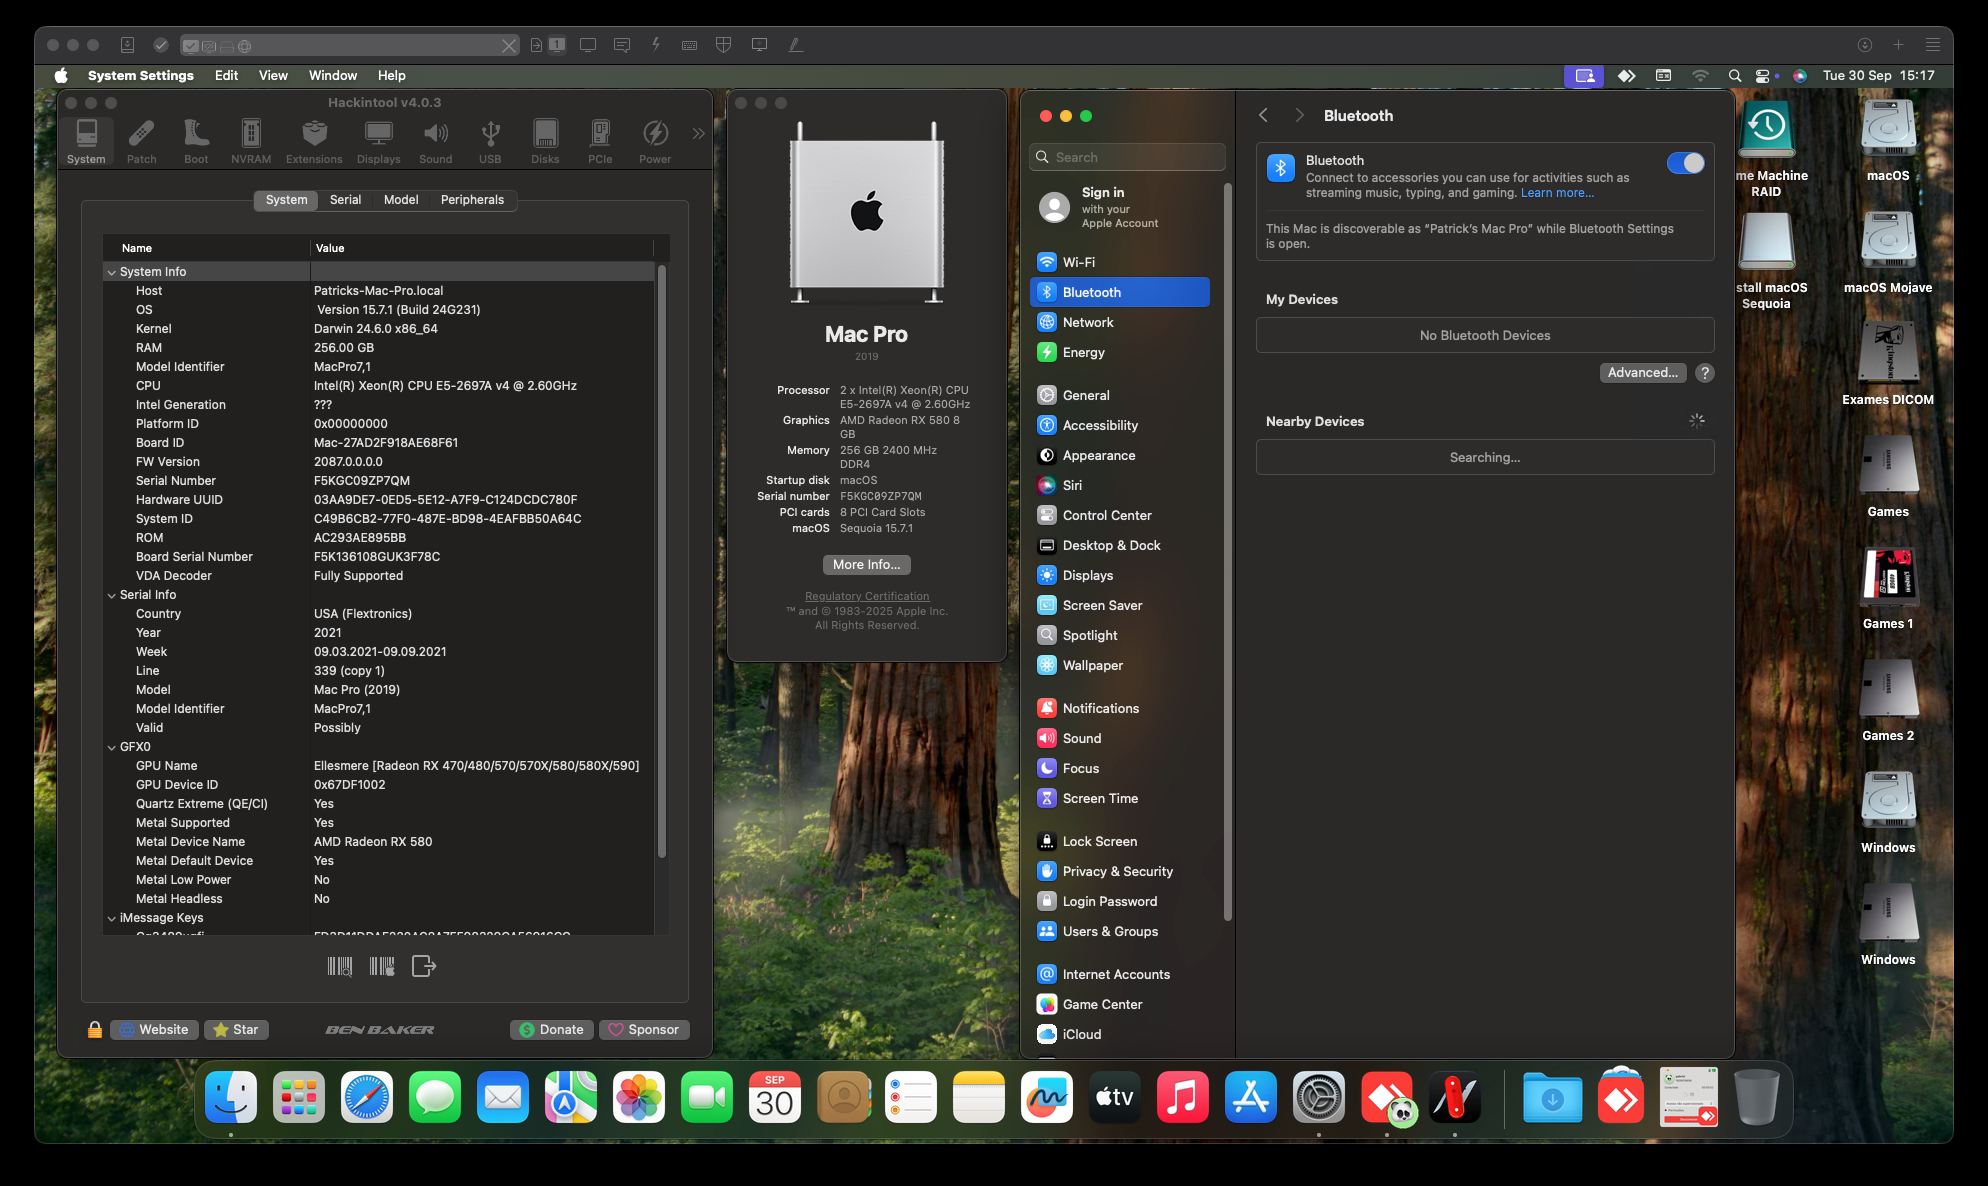 1
System Settings Edit View Window Help
Tue 30 Sep 15:17
Hackintool v4.0.3
System Patch Boot NVRAM Extensions Displays Sound USB Disks PCIe Power
System Serial Model Peripherals
Name Value
System Info
Host Patricks-Mac-Pro.local
OS Version 15.7.1 (Build 24G231)
Kernel Darwin 24.6.0 x86_64
RAM 256.00 GB
Model Identifier MacPro7,1
CPU Intel(R) Xeon(R) CPU E5-2697A v4 @ 2.60GHz
Intel Generation ???
Platform ID 0x00000000
Board ID Mac-27AD2F918AE68F61
FW Version 2087.0.0.0.0
Serial Number F5KGC09ZP7QM
Hardware UUID 03AA9DE7-0ED5-5E12-A7F9-C124DCDC780F
System ID C49B6CB2-77F0-487E-BD98-4EAFBB50A64C
ROM AC293AE895BB
Board Serial Number F5K136108GUK3F78C
VDA Decoder Fully Supported
Serial Info
Country USA (Flextronics)
Year 2021
Week 09.03.2021-09.09.2021
Line 339 (copy 1)
Model Mac Pro (2019)
Model Identifier MacPro7,1
Valid Possibly
GFX0
GPU Name Ellesmere [Radeon RX 470/480/570/570X/580/580X/590]
GPU Device ID 0x67DF1002
Quartz Extreme (QE/CI) Yes
Metal Supported Yes
Metal Device Name AMD Radeon RX 580
Metal Default Device Yes
Metal Low Power No
Metal Headless No
iMessage Keys
Website Star BEN BAKER Donate Sponsor
Mac Pro
2019
Processor 2 x Intel(R) Xeon(R) CPU
E5-2697A v4 @ 2.60GHz
Graphics AMD Radeon RX 580 8
GB
Memory 256 GB 2400 MHz
DDR4
Startup disk macOS
Serial number F5KGC09ZP7QM
PCI cards 8 PCI Card Slots
macOS Sequoia 15.7.1
More Info...
Regulatory Certification
™ and © 1983-2025 Apple Inc.
All Rights Reserved.
Search
Sign in
with your
Apple Account
Wi-Fi
Bluetooth
Network
Energy
General
Accessibility
Appearance
Siri
Control Center
Desktop & Dock
Displays
Screen Saver
Spotlight
Wallpaper
Notifications
Sound
Focus
Screen Time
Lock Screen
Privacy & Security
Login Password
Users & Groups
Internet Accounts
Game Center
iCloud
Bluetooth
Bluetooth
Connect to accessories you can use for activities such as
streaming music, typing, and gaming. Learn more...
This Mac is discoverable as “Patrick’s Mac Pro” while Bluetooth Settings
is open.
My Devices
No Bluetooth Devices
Advanced... ?
Nearby Devices
Searching...
me Machine
RAID
macOS
stall macOS
Sequoia
macOS Mojave
Kingston
Exames DICOM
Games
Games 1
Games 2
Windows
Windows
SEP
30
tv